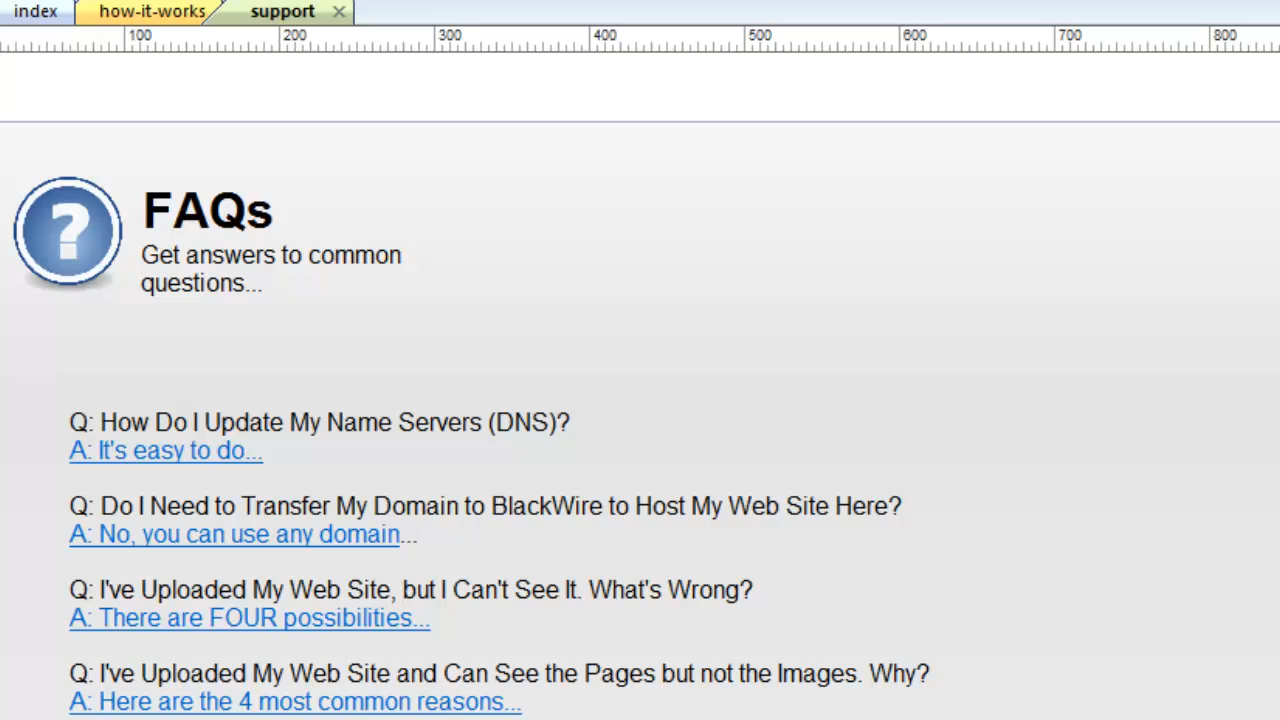 index how-it-works support
100 200 300 400 500 600 700 800
?
FAQs
Get answers to common
questions...
Q: How Do I Update My Name Servers (DNS)?
A: It's easy to do...
Q: Do I Need to Transfer My Domain to BlackWire to Host My Web Site Here?
A: No, you can use any domain...
Q: I've Uploaded My Web Site, but I Can't See It. What's Wrong?
A: There are FOUR possibilities...
Q: I've Uploaded My Web Site and Can See the Pages but not the Images. Why?
A: Here are the 4 most common reasons...